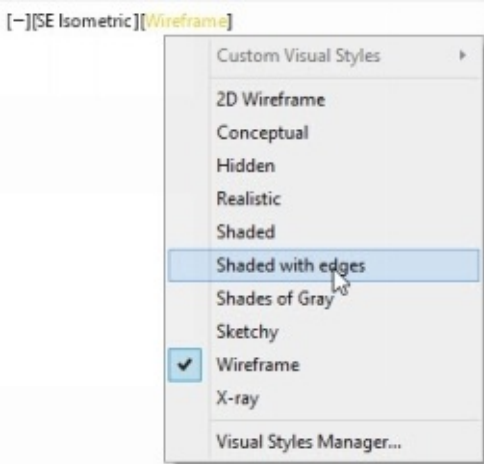 [−][SE Isometric][Wireframe]
Custom Visual Styles
2D Wireframe
Conceptual
Hidden
Realistic
Shaded
Shaded with edges
Shades of Gray
Sketchy
Wireframe
X-ray
Visual Styles Manager...